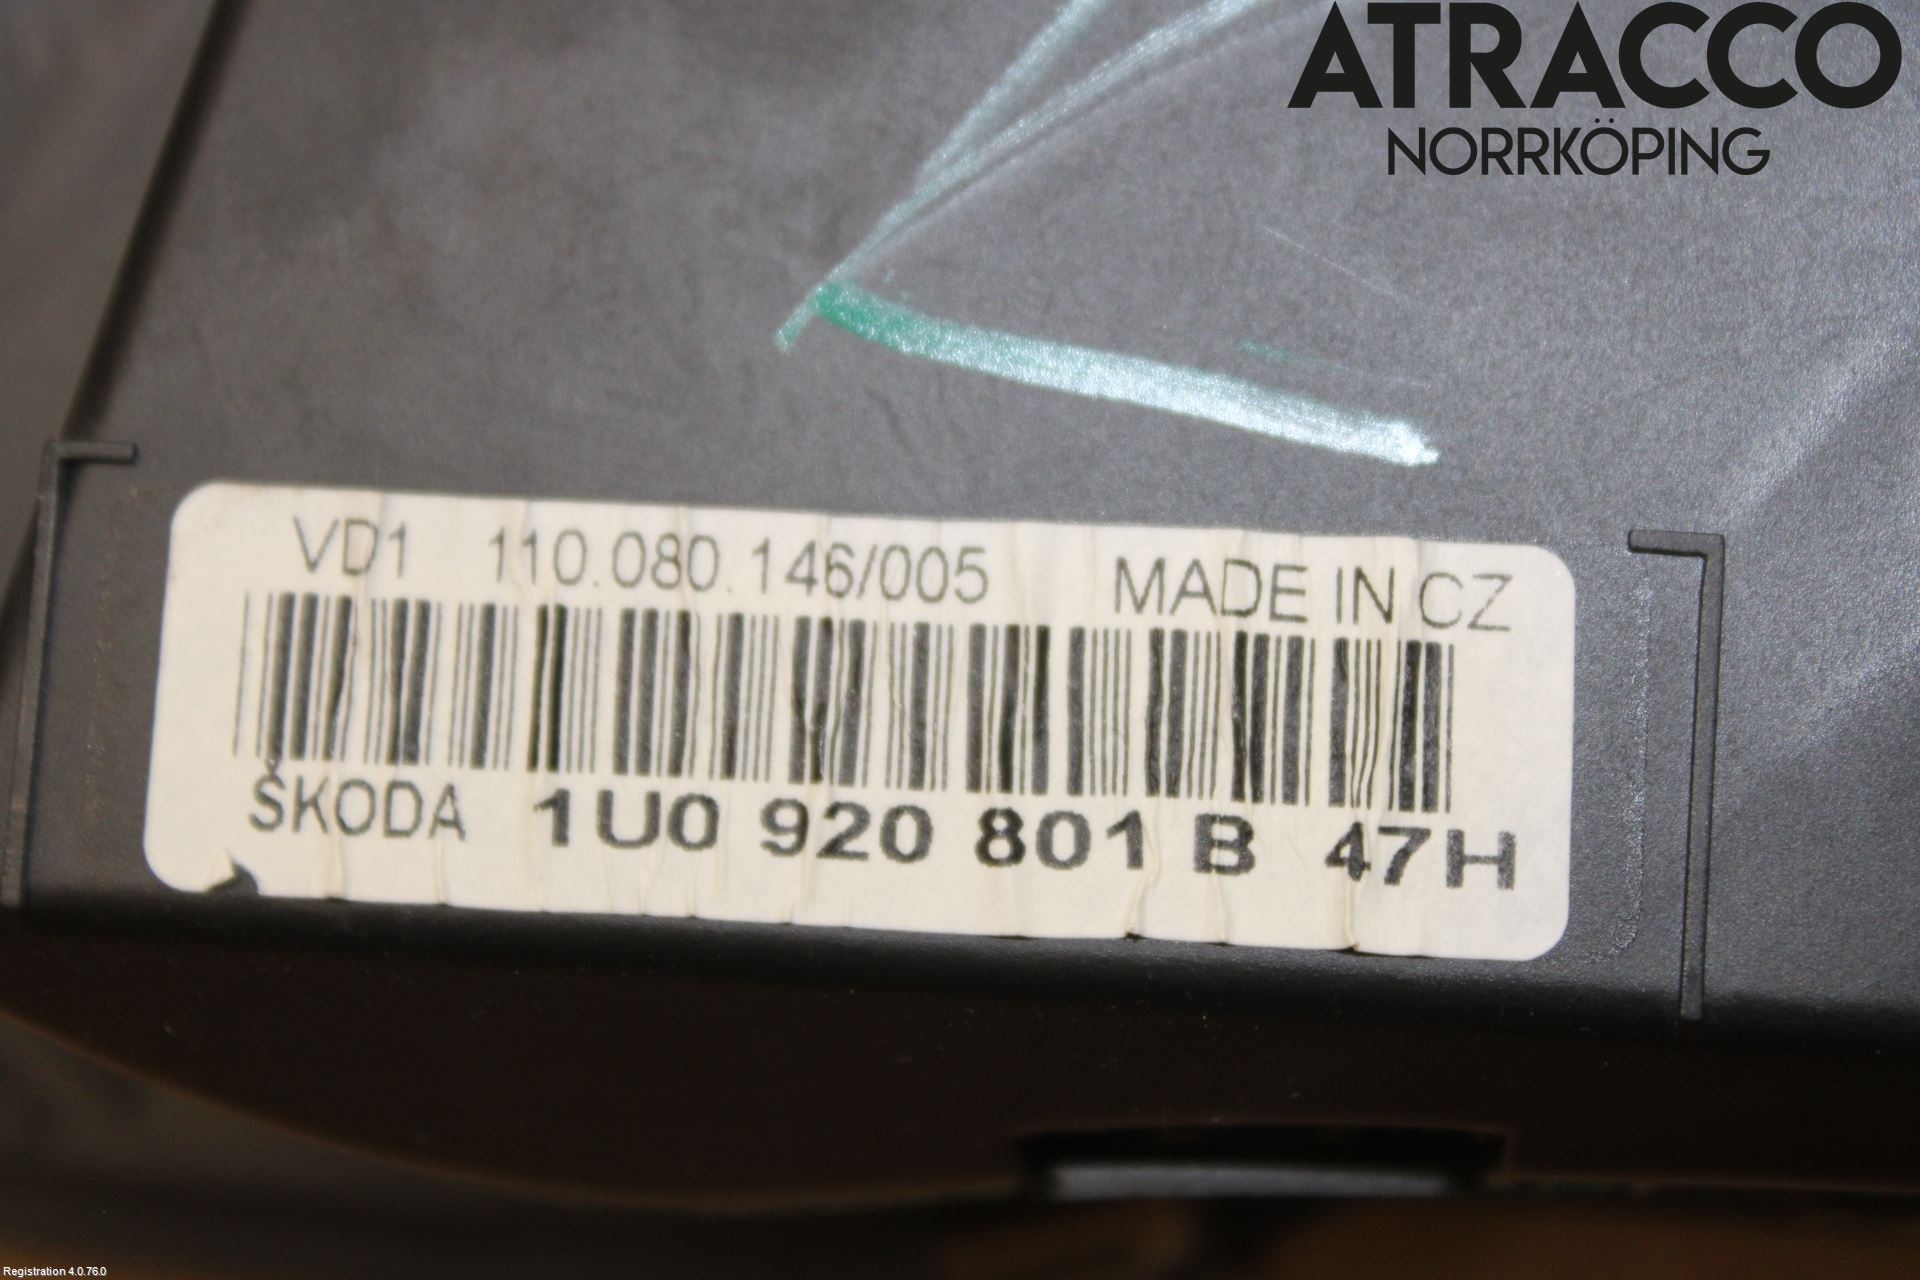 ATRACCO
NORRKÖPING
VD1 110.080.146/005 MADE IN CZ
ŠKODA 1U0 920 801 B 47H
Registration 4.0.76.0